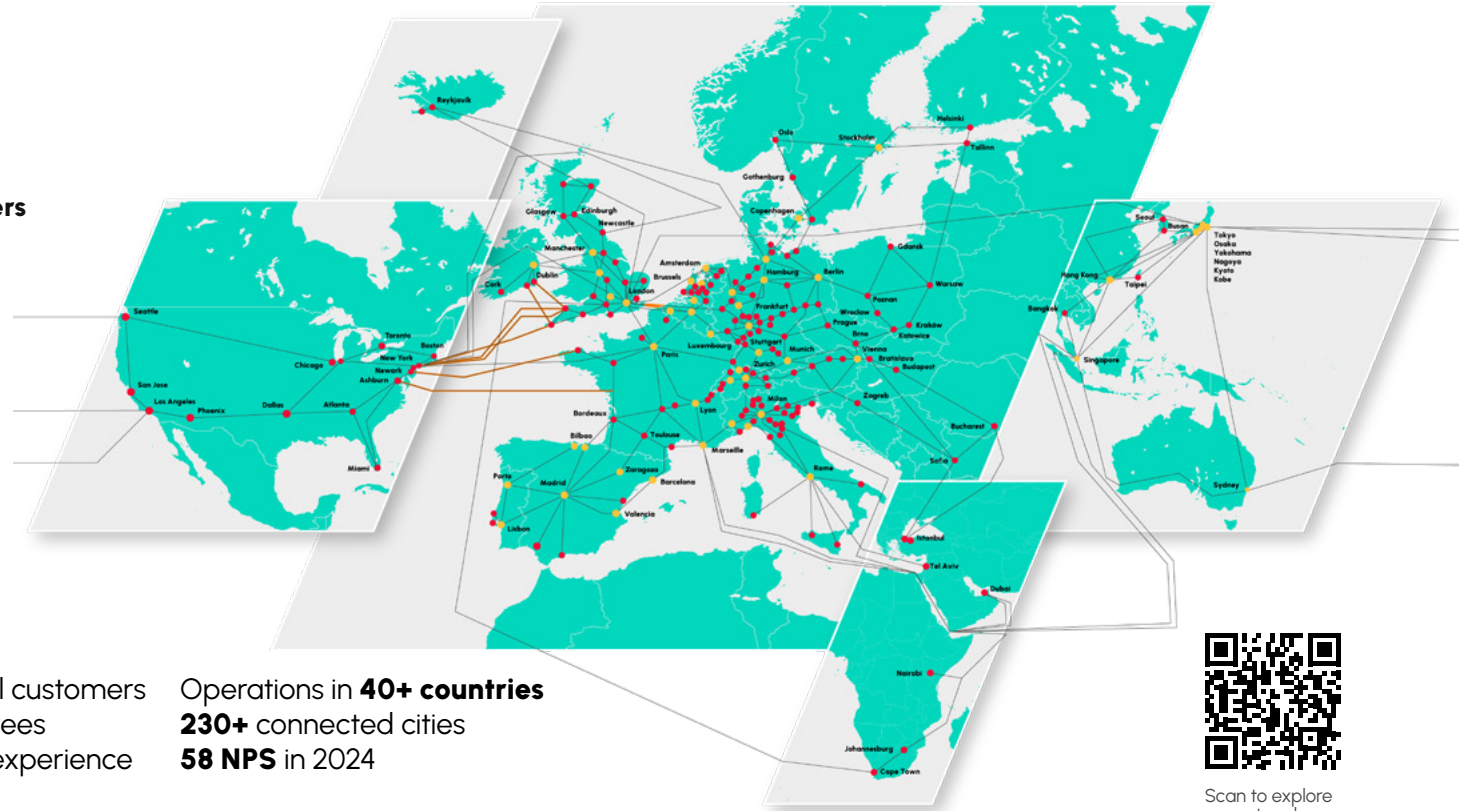 Reykjavik
Oslo
Stockholm
Helsinki
Tallinn
Gothenburg
Copenhagen
ers
Glasgow
Edinburgh
Newcastle
Manchester
Dublin
Cork
London
Amsterdam
Brussels
Hamburg
Berlin
Gdansk
Warsaw
Poznan
Frankfurt
Wroclaw
Prague
Kraków
Katowice
Brno
Luxembourg
Stuttgart
Munich
Vienna
Bratislava
Budapest
Paris
Zurich
Zagreb
Lyon
Milan
Bordeaux
Toulouse
Bucharest
Sofia
Bilbao
Marseille
Zaragoza
Barcelona
Rome
Porto
Madrid
Valencia
Lisbon
Seattle
Toronto
Boston
Chicago
New York
Newark
Ashburn
San Jose
Los Angeles
Phoenix
Dallas
Atlanta
Miami
Seoul
Busan
Tokyo
Osaka
Yokohama
Nagoya
Kyoto
Kobe
Hong Kong
Taipei
Bangkok
Singapore
Sydney
Istanbul
Tel Aviv
Dubai
Nairobi
Johannesburg
Cape Town
l customers
ees
experience
Operations in 40+ countries
230+ connected cities
58 NPS in 2024
Scan to explore